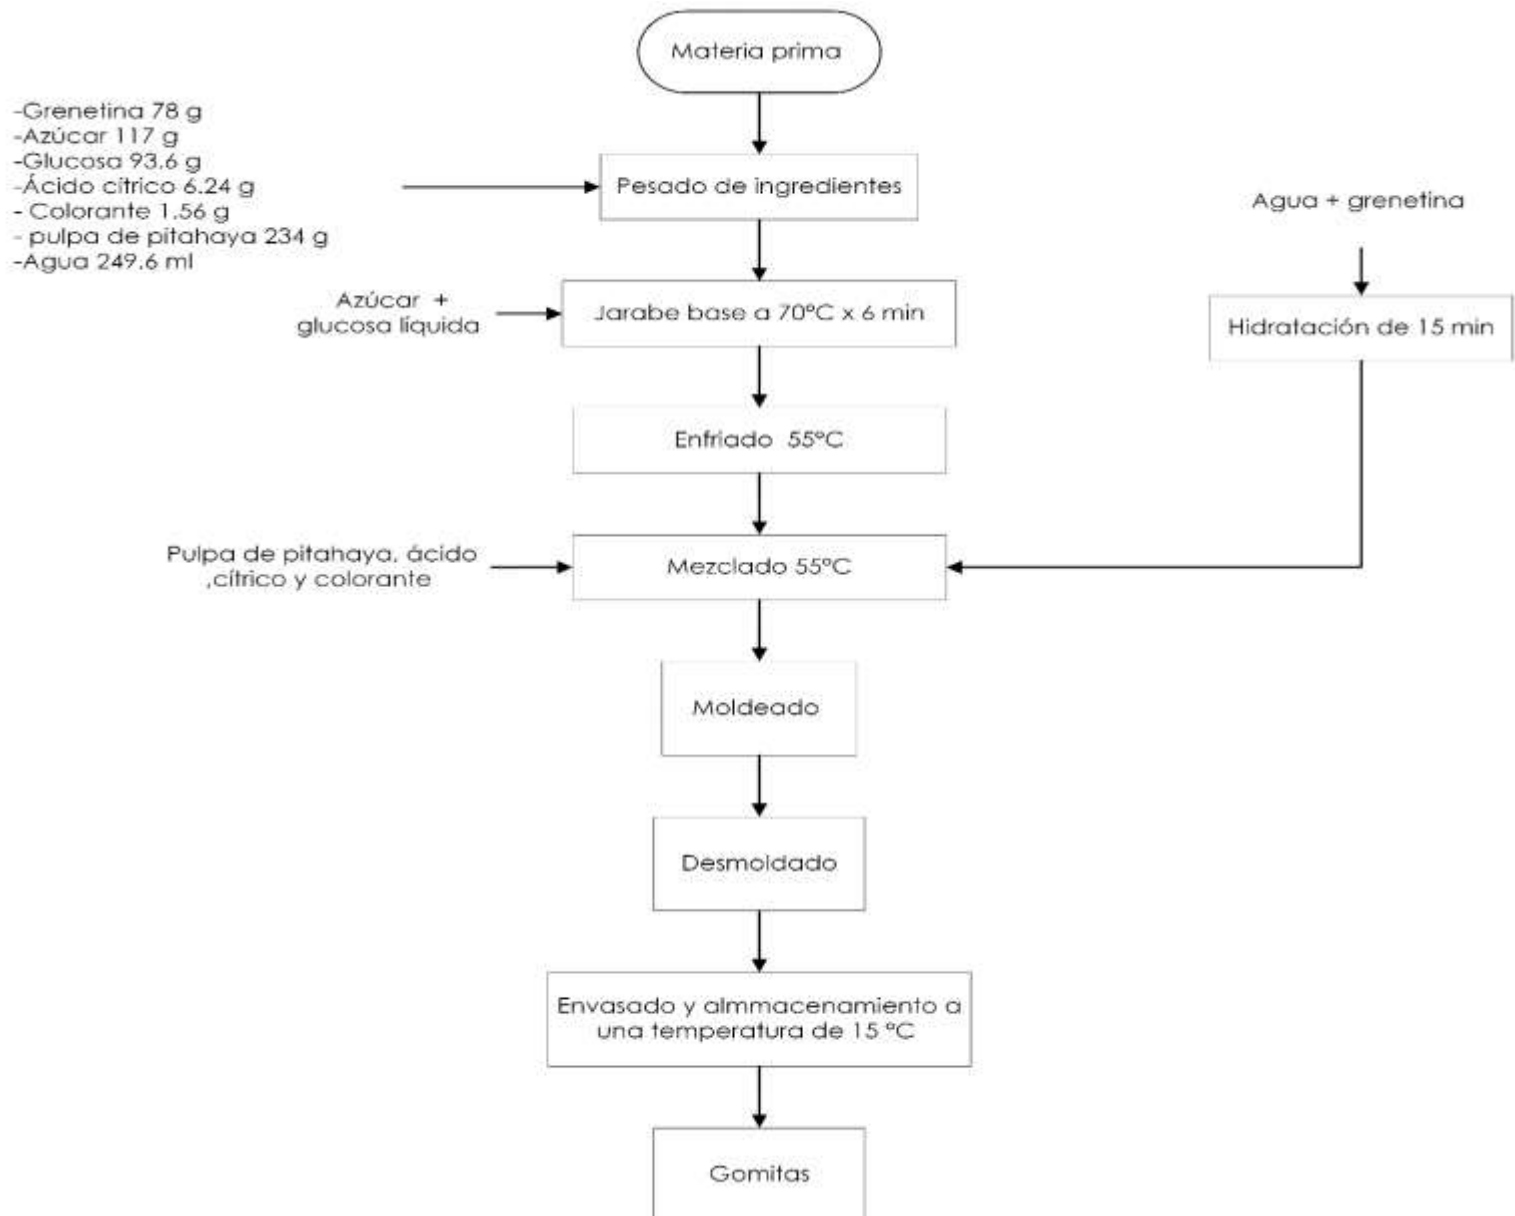 Materia prima
-Grenetina 78 g
-Azúcar 117 g
-Glucosa 93.6 g
-Ácido cítrico 6.24 g
- Colorante 1.56 g
- pulpa de pitahaya 234 g
-Agua 249.6 ml
Pesado de ingredientes
Agua + grenetina
Azúcar +
glucosa líquida
Jarabe base a 70°C x 6 min
Hidratación de 15 min
Enfriado 55°C
Pulpa de pitahaya, ácido
,cítrico y colorante
Mezclado 55°C
Moldeado
Desmoldado
Envasado y almmacenamiento a
una temperatura de 15 °C
Gomitas